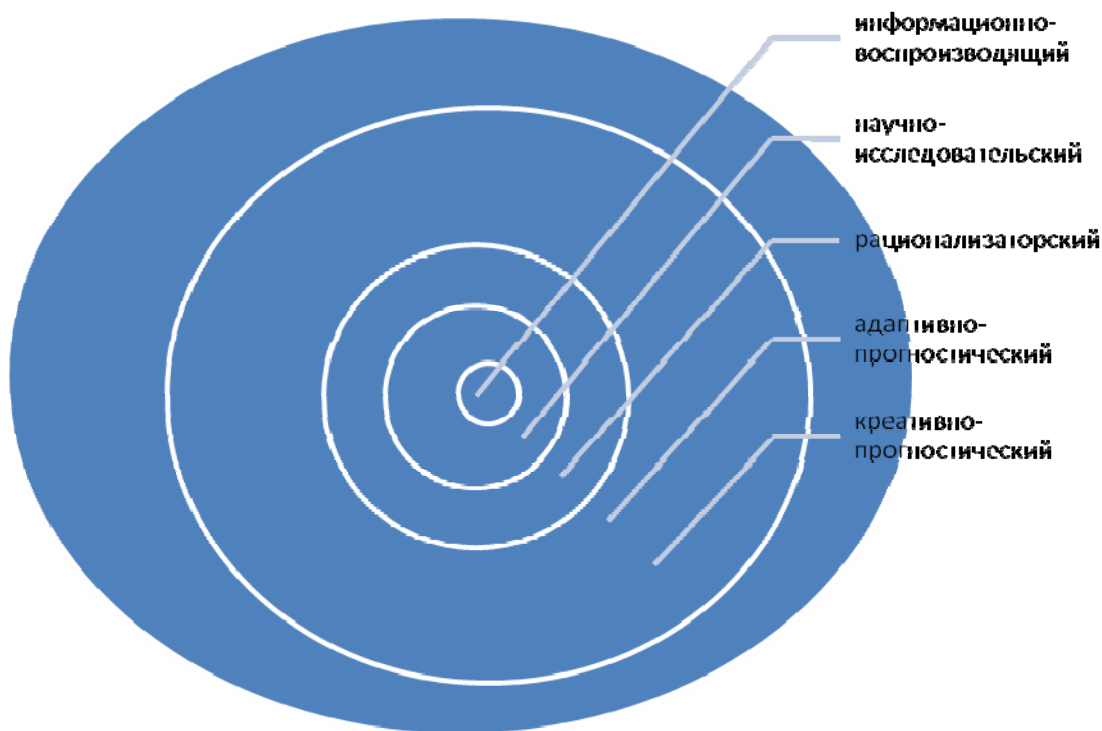 информационно-
воспроизводящий
научно-
исследовательский
рационализаторский
адаптивно-
прогностический
креативно-
прогностический